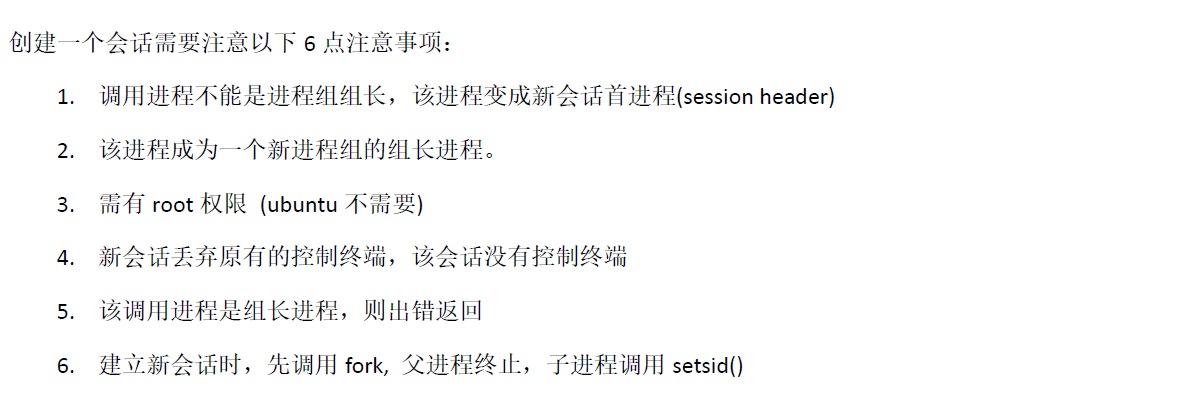 创建一个会话需要注意以下 6 点注意事项：
1. 调用进程不能是进程组组长，该进程变成新会话首进程(session header)
2. 该进程成为一个新进程组的组长进程。
3. 需有 root 权限 (ubuntu 不需要)
4. 新会话丢弃原有的控制终端，该会话没有控制终端
5. 该调用进程是组长进程，则出错返回
6. 建立新会话时，先调用 fork, 父进程终止，子进程调用 setsid()